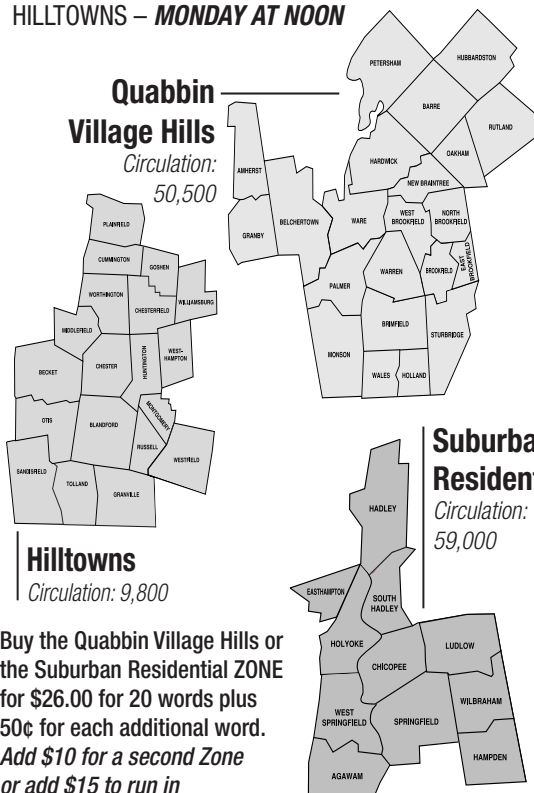 HILLTOWNS – MONDAY AT NOON
Quabbin
Village Hills
Circulation:
50,500
PETERSHAM
HUBBARDSTON
BARRE
RUTLAND
OAKHAM
HARDWICK
NEW BRAINTREE
AMHERST
BELCHERTOWN
GRANBY
WARE
WEST
BROOKFIELD
NORTH
BROOKFIELD
EAST
BROOKFIELD
BROOKFIELD
WARREN
PALMER
BRIMFIELD
STURBRIDGE
MONSON
WALES
HOLLAND
PLAINFIELD
CUMMINGTON
GOSHEN
WORTHINGTON
CHESTERFIELD
WILLIAMSBURG
MIDDLEFIELD
WEST-
HAMPTON
HUNTINGTON
CHESTER
BECKET
MONTGOMERY
OTIS
BLANDFORD
RUSSELL
WESTFIELD
SANDISFIELD
TOLLAND
GRANVILLE
Hilltowns
Circulation: 9,800
Suburba
Resident
Circulation:
59,000
HADLEY
EASTHAMPTON
SOUTH
HADLEY
HOLYOKE
CHICOPEE
LUDLOW
WEST
SPRINGFIELD
SPRINGFIELD
WILBRAHAM
HAMPDEN
AGAWAM
Buy the Quabbin Village Hills or
the Suburban Residential ZONE
for $26.00 for 20 words plus
50¢ for each additional word.
Add $10 for a second Zone
or add $15 to run in